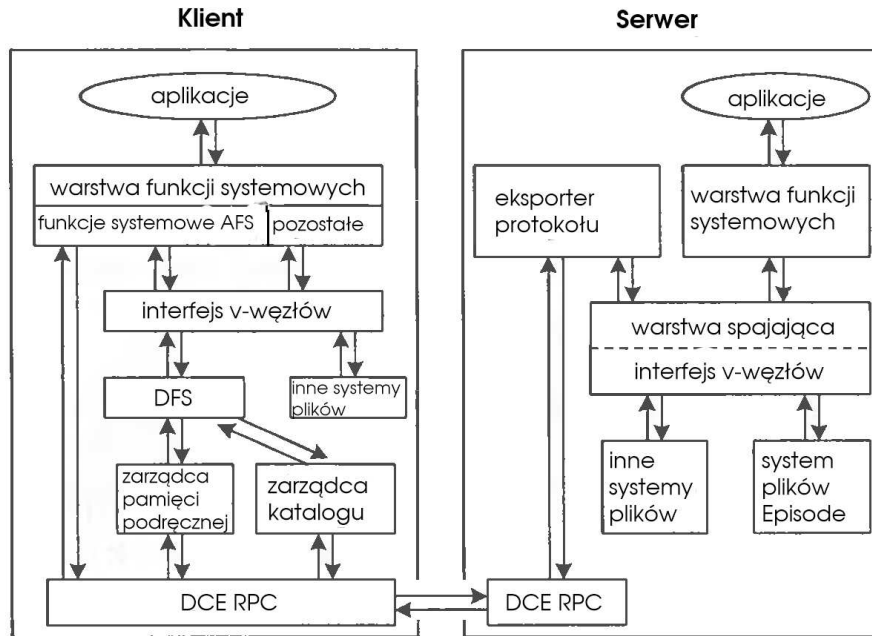 Klient
aplikacje
warstwa funkcji systemowych
funkcje systemowe AFS
pozostałe
interfejs v-węzłów
DFS
inne systemy
plików
zarządca
pamięci
podręcznej
zarządca
katalogu
DCE RPC
Serwer
aplikacje
eksporter
protokołu
warstwa funkcji
systemowych
warstwa spajająca
interfejs v-węzłów
inne
systemy
plików
system
plików
Episode
DCE RPC